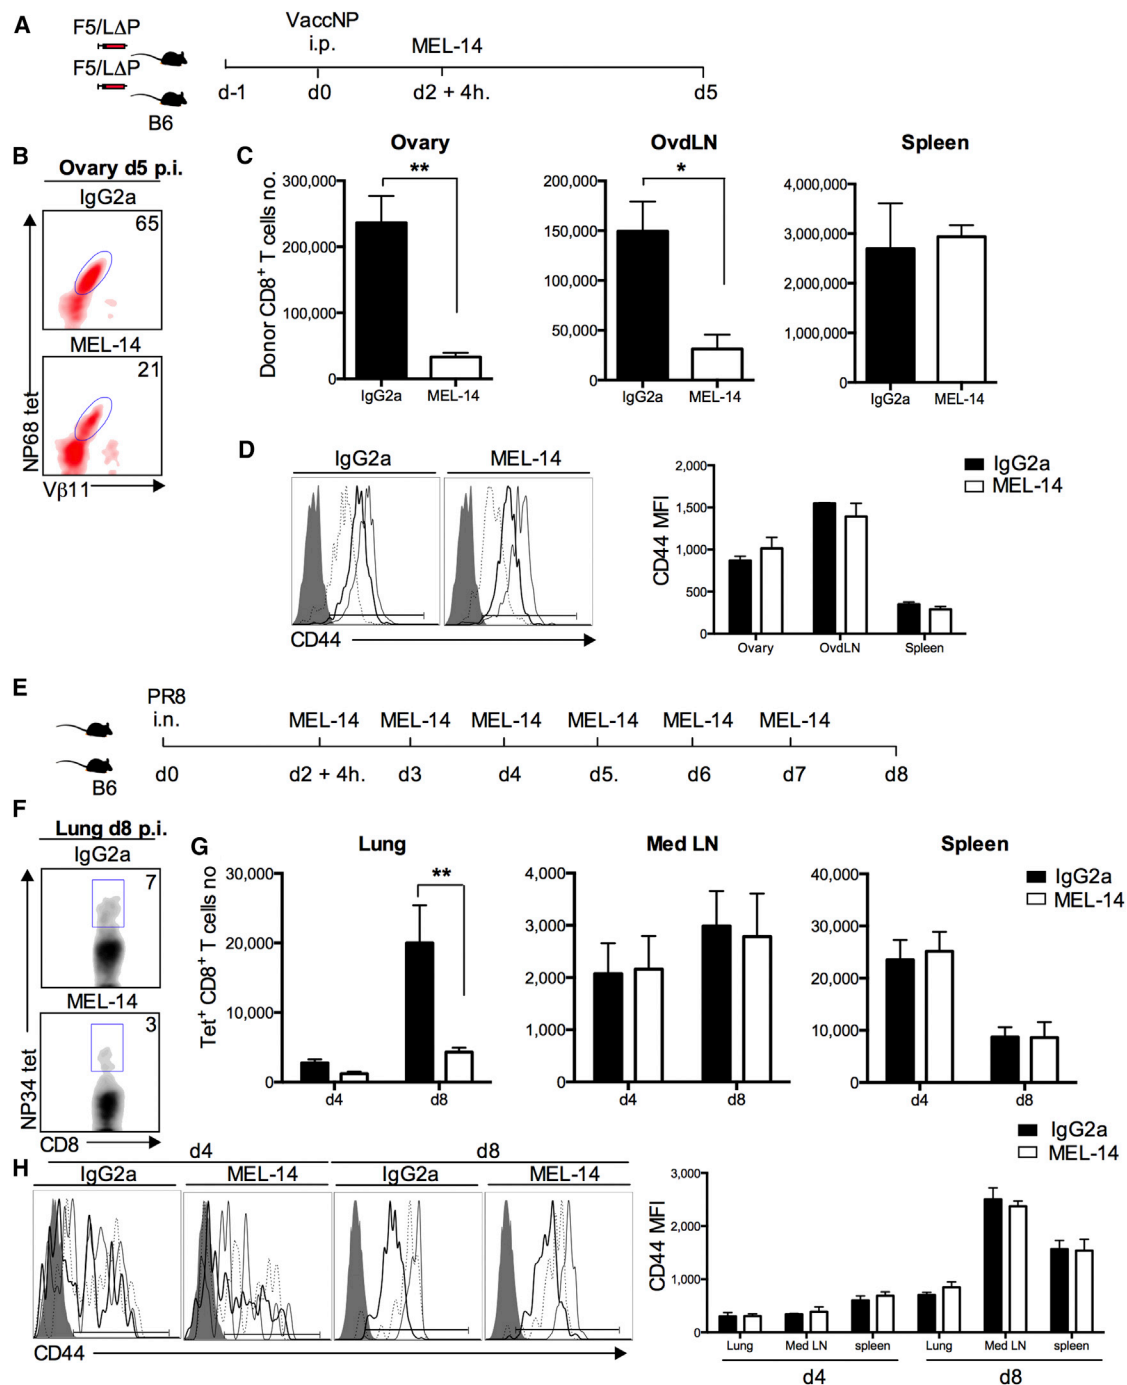 A
F5/LΔP
F5/LΔP
B6
VaccNP
i.p.
MEL-14
d-1
d0
d2 + 4h.
d5
B
Ovary d5 p.i.
IgG2a
65
MEL-14
21
NP68 tet
Vβ11
C
Ovary
**
Donor CD8+ T cells no.
300,000
200,000
100,000
0
IgG2a
MEL-14
OvdLN
*
200,000
150,000
100,000
50,000
0
IgG2a
MEL-14
Spleen
4,000,000
3,000,000
2,000,000
1,000,000
0
IgG2a
MEL-14
D
IgG2a
MEL-14
CD44
CD44 MFI
2,000
1,500
1,000
500
0
Ovary
OvdLN
Spleen
IgG2a
MEL-14
E
B6
PR8
i.n.
MEL-14 MEL-14 MEL-14 MEL-14 MEL-14 MEL-14
d0 d2 + 4h. d3 d4 d5. d6 d7 d8
F
Lung d8 p.i.
IgG2a
7
MEL-14
3
NP34 tet
CD8
G
Lung
**
Tet+ CD8+ T cells no
30,000
20,000
10,000
0
d4
d8
Med LN
4,000
3,000
2,000
1,000
0
d4
d8
Spleen
40,000
30,000
20,000
10,000
0
d4
d8
IgG2a
MEL-14
H
d4
d8
IgG2a
MEL-14
IgG2a
MEL-14
CD44
CD44 MFI
3,000
2,000
1,000
0
Lung Med LN spleen Lung Med LN spleen
d4
d8
IgG2a
MEL-14